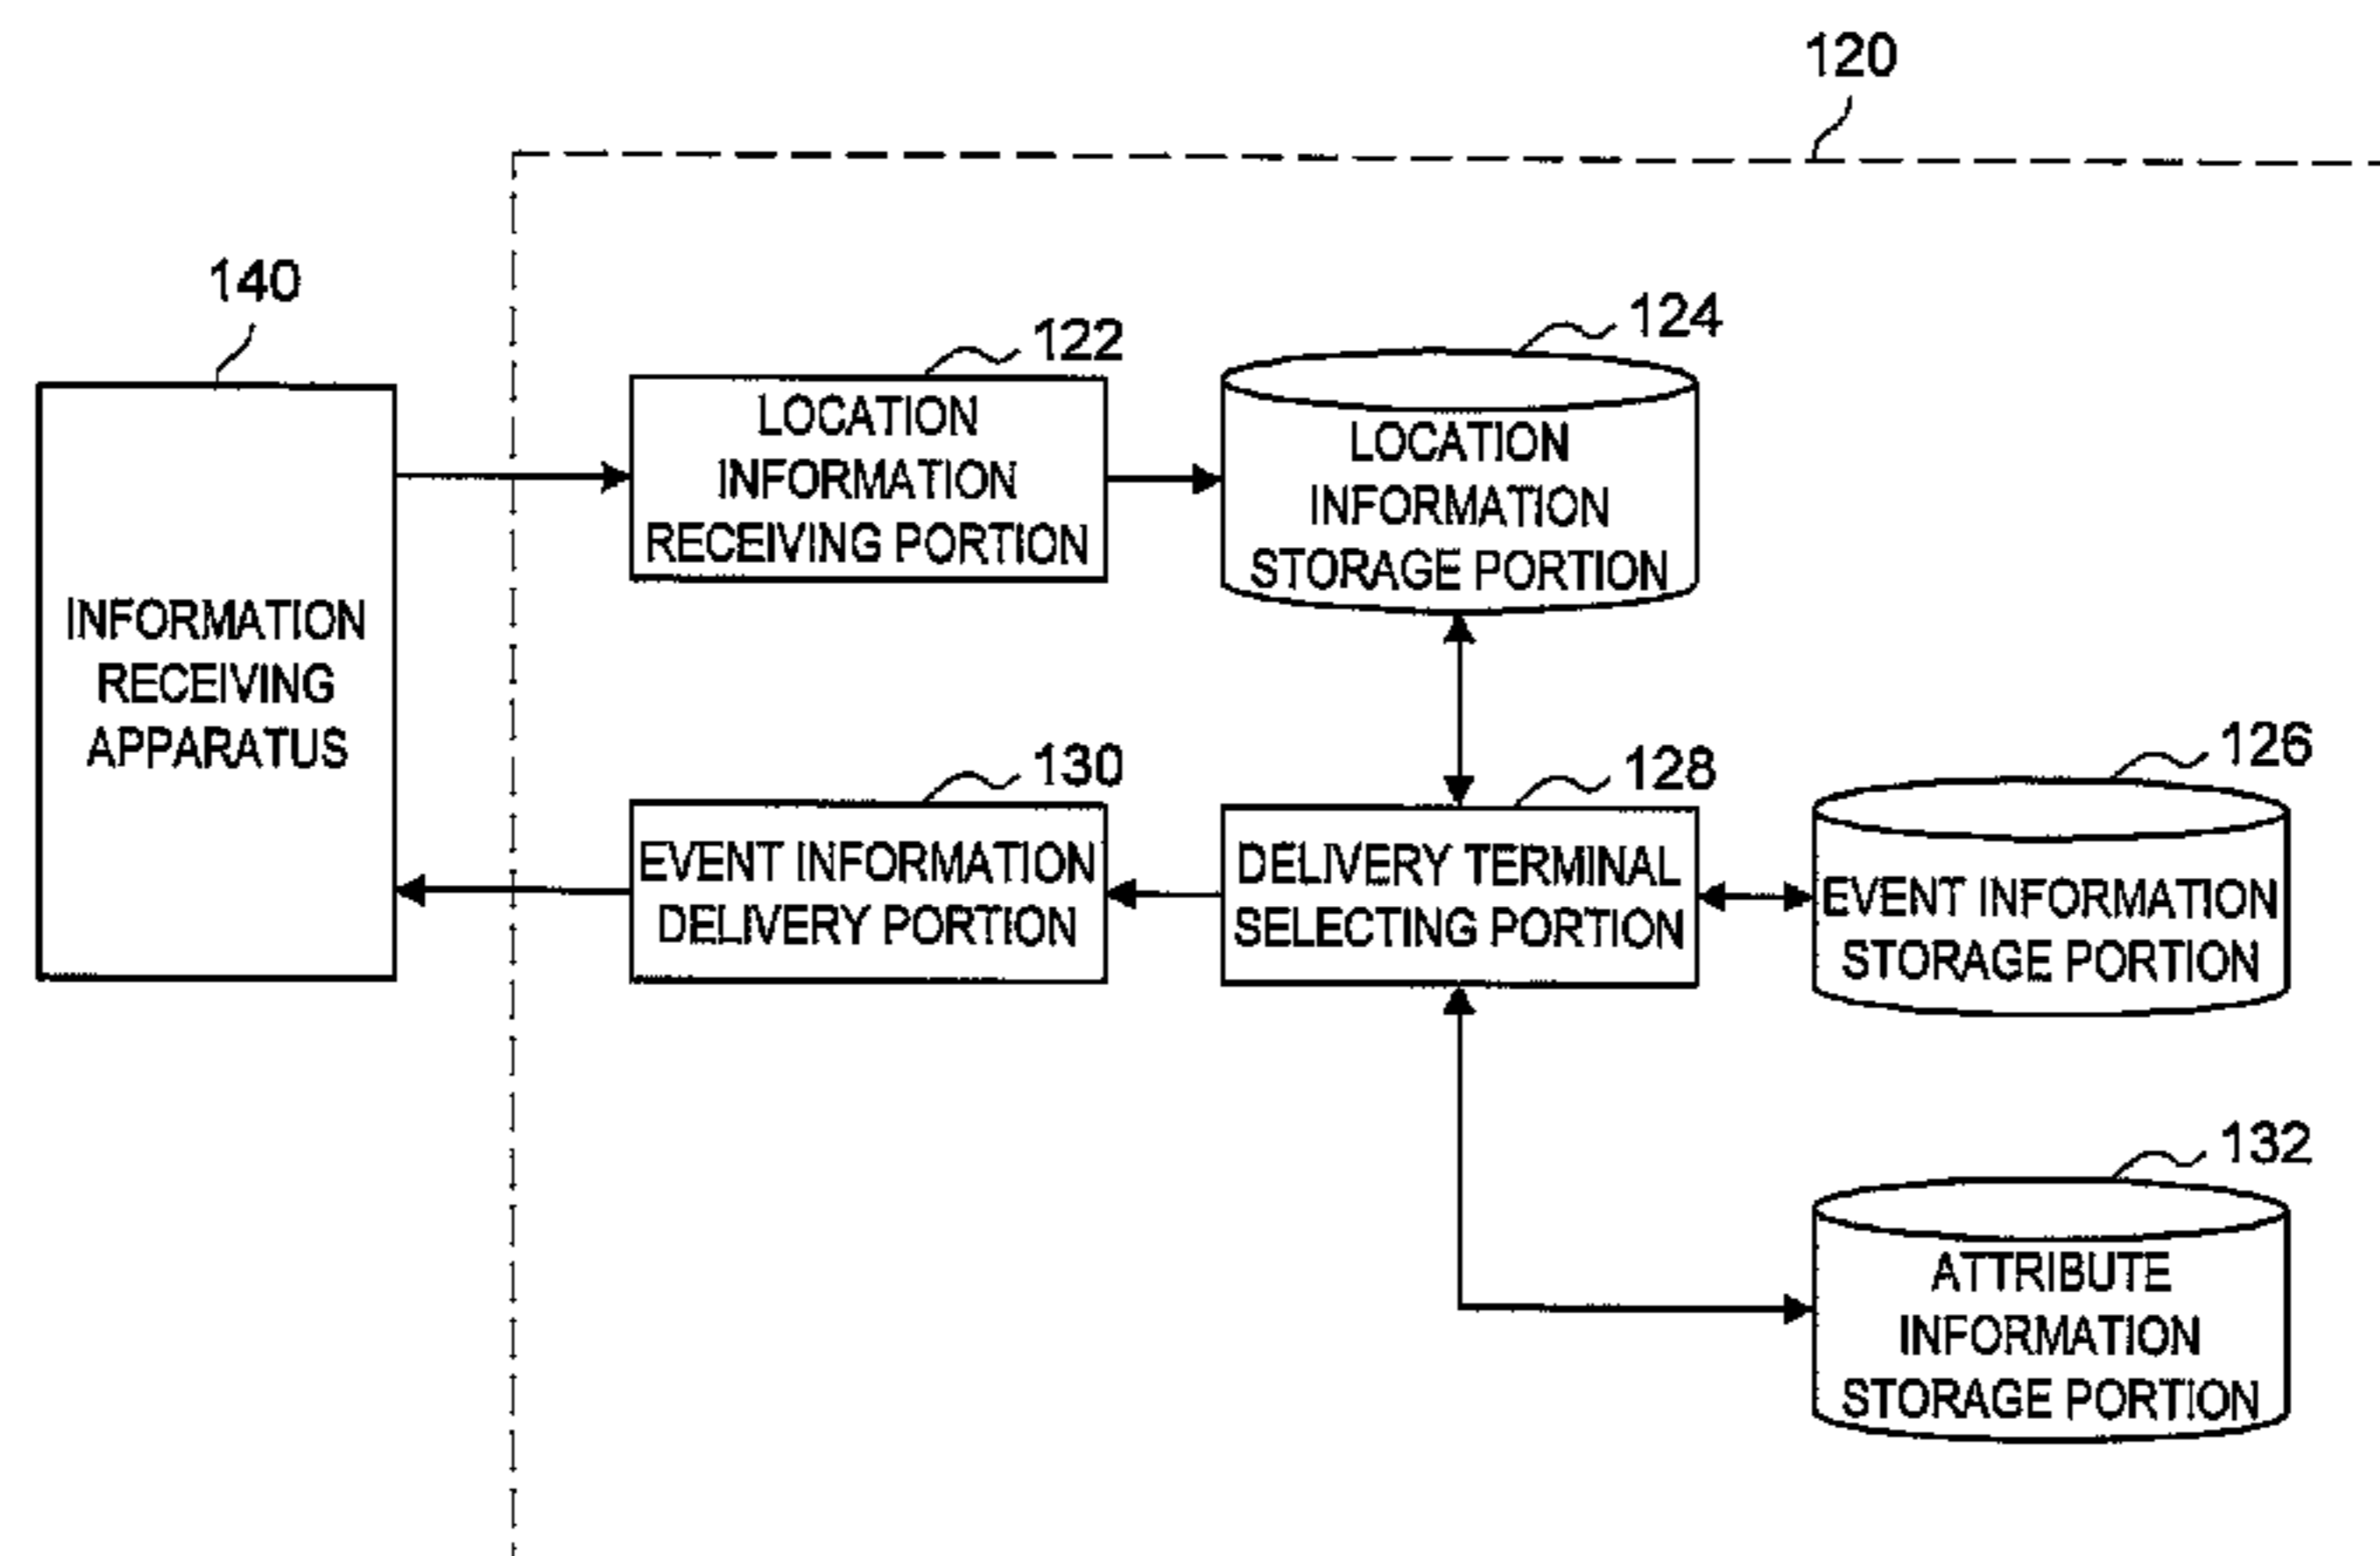 120
140
122
124
LOCATION
INFORMATION
RECEIVING PORTION
LOCATION
INFORMATION
STORAGE PORTION
INFORMATION
RECEIVING
APPARATUS
130
128
126
EVENT INFORMATION
DELIVERY PORTION
DELIVERY TERMINAL
SELECTING PORTION
EVENT INFORMATION
STORAGE PORTION
132
ATTRIBUTE
INFORMATION
STORAGE PORTION